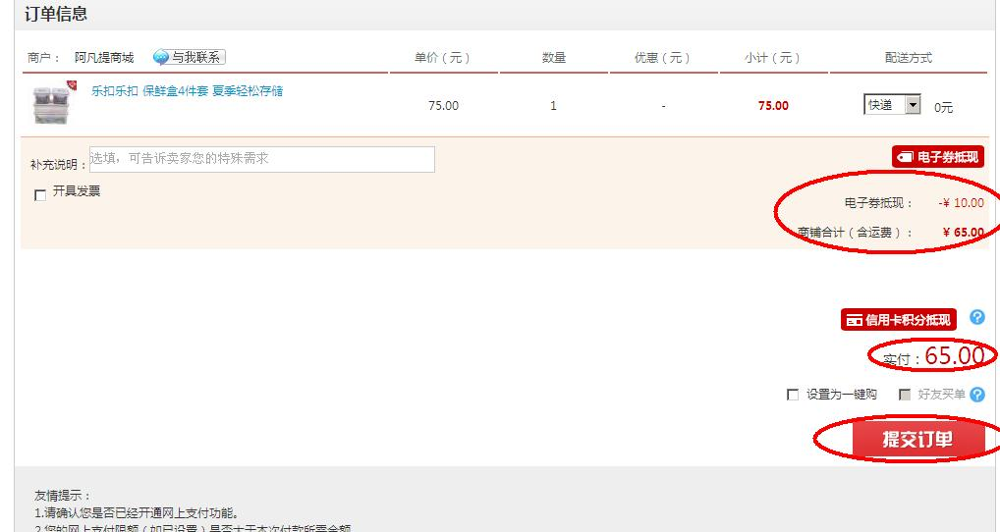 订单信息
商户： 阿凡提商城 与我联系 单价（元） 数量 优惠（元） 小计（元） 配送方式
乐扣乐扣 保鲜盒4件套 夏季轻松存储 75.00 1 - 75.00 快递 0元
补充说明： 选填，可告诉卖家您的特殊需求 电子券抵现
开具发票
电子券抵现： -¥ 10.00
商铺合计（含运费）： ¥ 65.00
信用卡积分抵现 ?
实付：65.00
设置为一键购 好友买单 ?
提交订单
友情提示：
1.请确认您是否已经开通网上支付功能。
2.您的网上支付限额（如已设置）是否大于本次付款所需金额